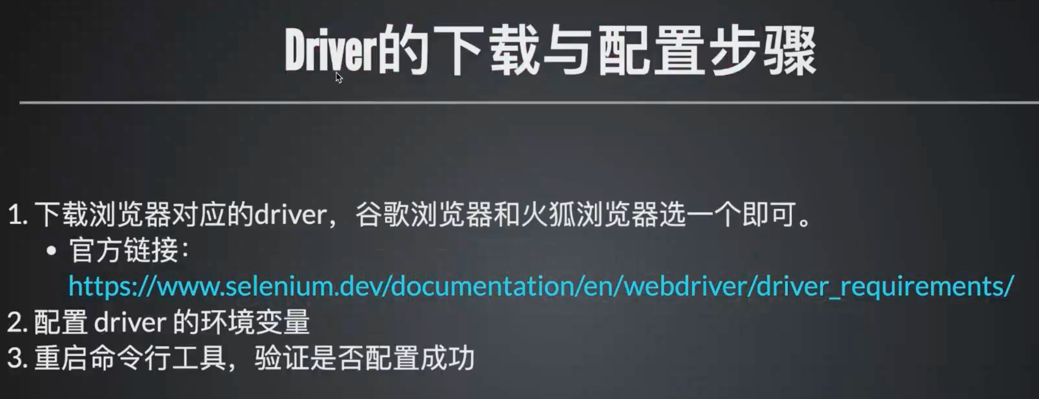 Driver的下载与配置步骤
1. 下载浏览器对应的driver，谷歌浏览器和火狐浏览器选一个即可。
• 官方链接：
https://www.selenium.dev/documentation/en/webdriver/driver_requirements/
2. 配置 driver 的环境变量
3. 重启命令行工具，验证是否配置成功